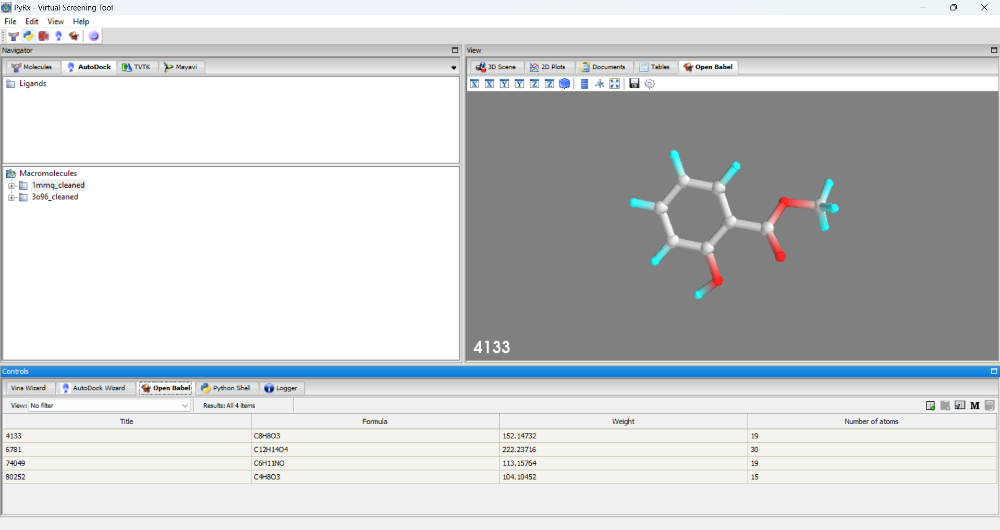 PyRx - Virtual Screening Tool
File Edit View Help
Navigator
Molecules AutoDock TVTK Mayavi
Ligands
Macromolecules
1mmq_cleaned
3o96_cleaned
View
3D Scene 2D Plots Documents Tables Open Babel
X X Y Y Z Z
4133
Controls
Vina Wizard AutoDock Wizard Open Babel Python Shell Logger
View: No filter Results: All 4 items M
Title Formula Weight Number of atoms
4133 C8H8O3 152.14732 19
6781 C12H14O4 222.23716 30
74049 C6H11NO 113.15764 19
80252 C4H8O3 104.10452 15